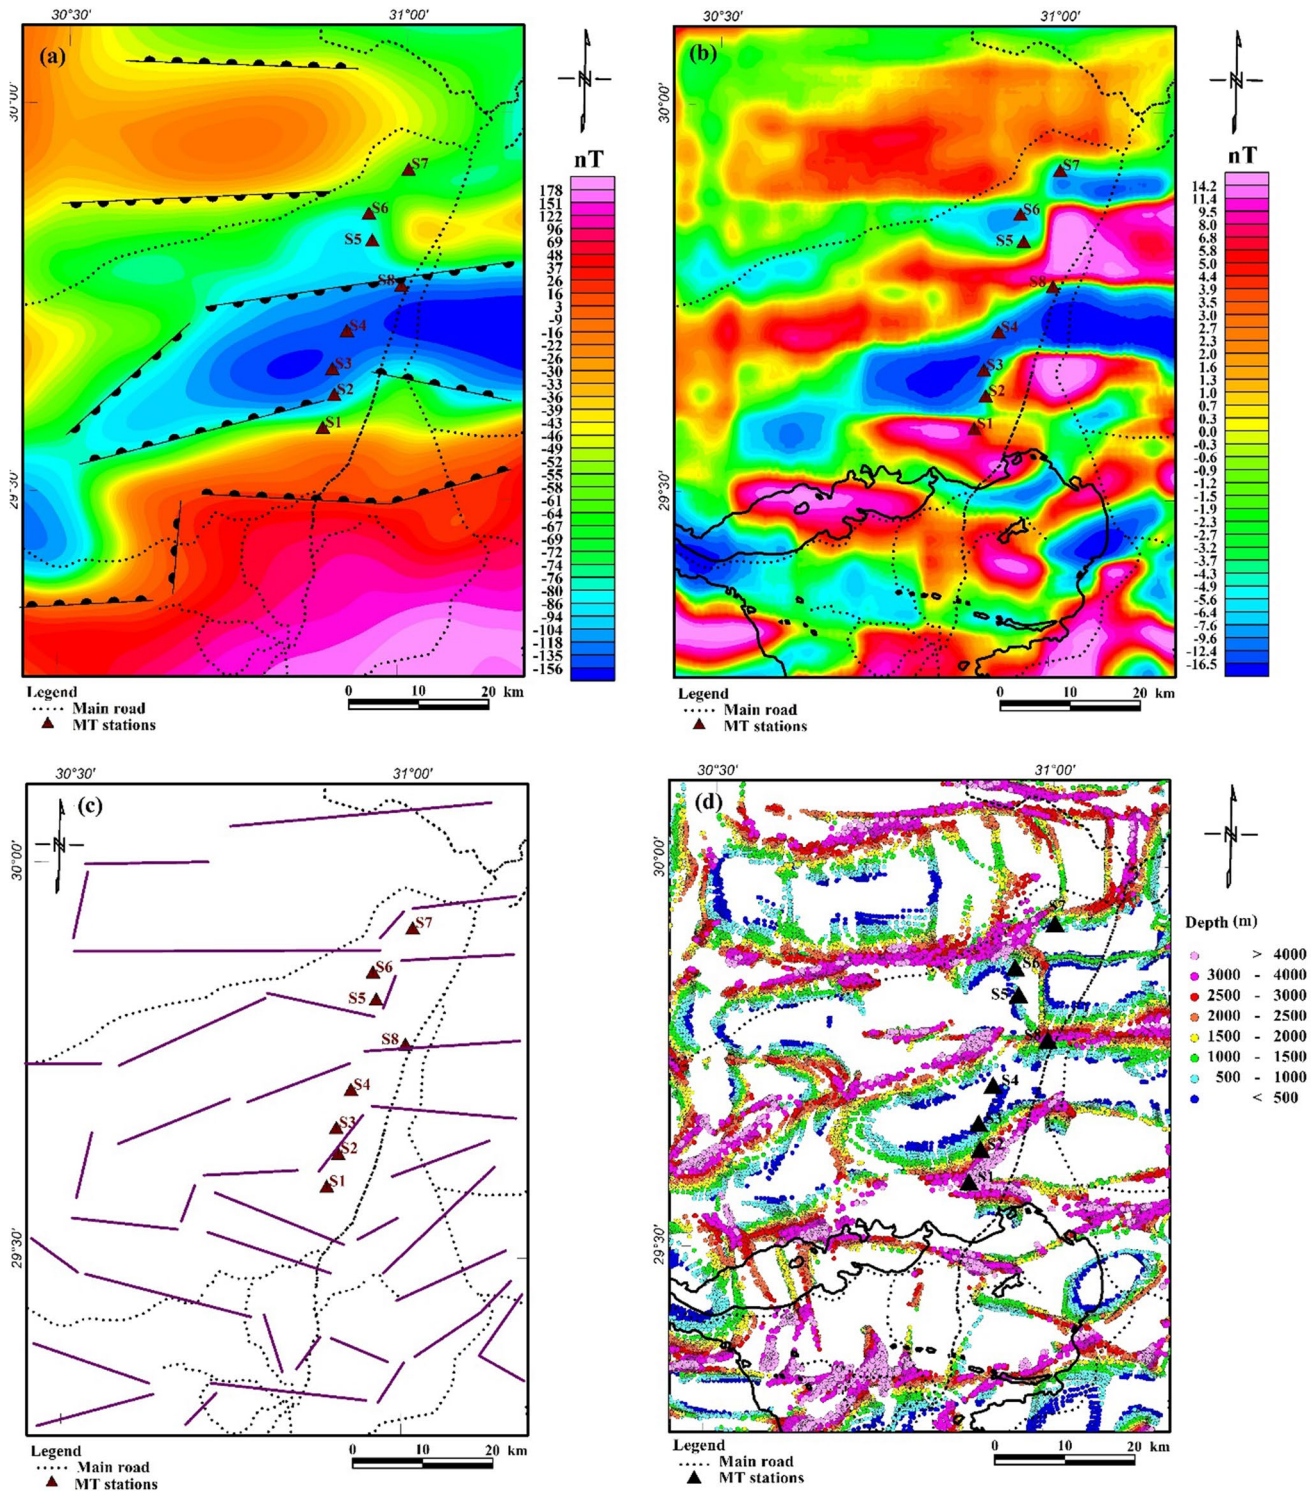 30°30'
31°00'
(a)
30°00'
29°30'
N
nT
178
151
122
96
69
48
37
26
16
3
-9
-16
-22
-26
-30
-33
-36
-39
-43
-46
-49
-52
-55
-58
-61
-64
-67
-69
-72
-74
-76
-80
-86
-94
-104
-118
-135
-156
S7
S6
S5
S8
S4
S3
S2
S1
Legend
Main road
MT stations
0 10 20 km
30°30'
31°00'
(b)
30°00'
29°30'
N
nT
14.2
11.4
9.5
8.0
6.8
5.8
5.0
4.4
3.9
3.5
3.0
2.7
2.3
2.0
1.6
1.3
1.0
0.7
0.3
0.0
-0.3
-0.6
-0.9
-1.2
-1.5
-1.9
-2.3
-2.7
-3.2
-3.7
-4.3
-4.9
-5.6
-6.4
-7.6
-9.6
-12.4
-16.5
S7
S6
S5
S8
S4
S3
S2
S1
Legend
Main road
MT stations
0 10 20 km
30°30'
31°00'
(c)
N
30°00'
29°30'
S7
S6
S5
S8
S4
S3
S2
S1
Legend
Main road
MT stations
0 10 20 km
30°30'
31°00'
(d)
30°00'
29°30'
N
S7
S6
S5
S8
S4
S3
S2
S1
Depth (m)
> 4000
3000 - 4000
2500 - 3000
2000 - 2500
1500 - 2000
1000 - 1500
500 - 1000
< 500
Legend
Main road
MT stations
0 10 20 km